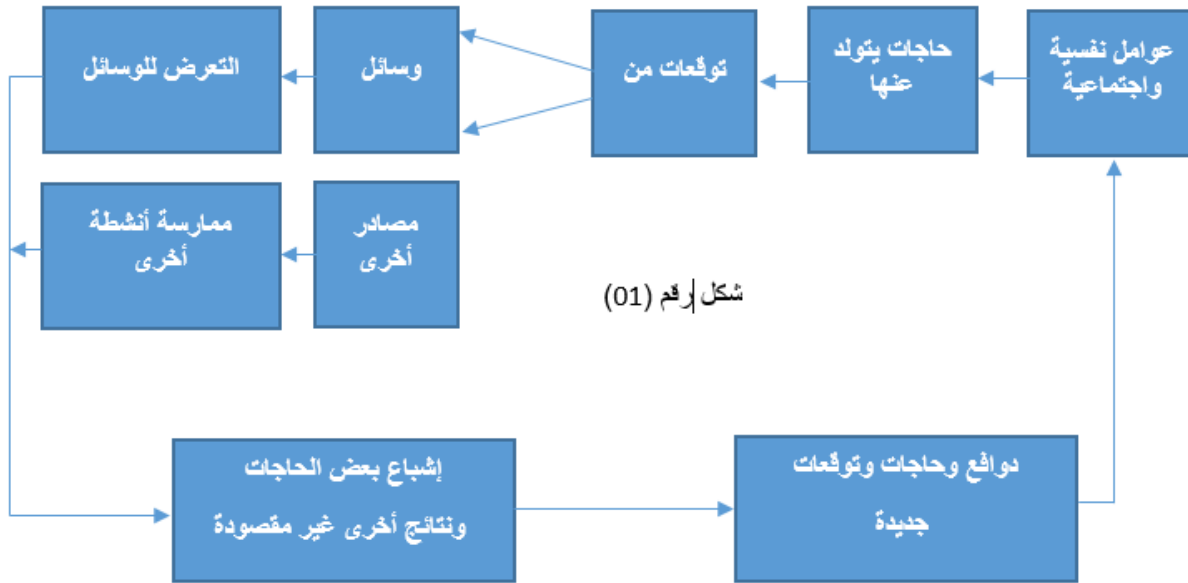 عوامل نفسية
واجتماعية
حاجات يتولد
عنها
توقعات من
وسائل
التعرض للوسائل
مصادر
أخرى
ممارسة أنشطة
أخرى
شكل رقم (01)
إشباع بعض الحاجات
ونتائج أخرى غير مقصودة
دوافع وحاجات وتوقعات
جديدة